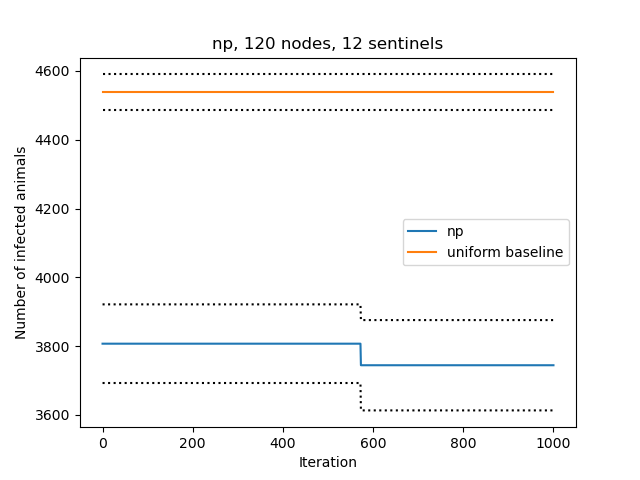 np, 120 nodes, 12 sentinels
Number of infected animals
4600
4400
4200
4000
3800
3600
np
uniform baseline
0
200
400
600
800
1000
Iteration